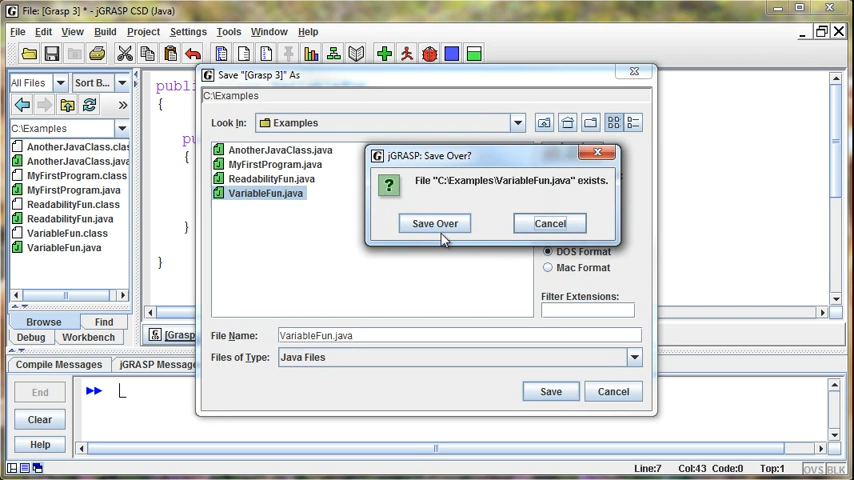 File: [Grasp 3] * - jGRASP CSD (Java)
File Edit View Build Project Settings Tools Window Help
All Files Sort B...
C:\Examples
AnotherJavaClass.clas
AnotherJavaClass.java
MyFirstProgram.class
MyFirstProgram.java
ReadabilityFun.class
ReadabilityFun.java
VariableFun.class
VariableFun.java
Browse Find
Debug Workbench
{
{
}
}
Save "[Grasp 3]" As
C:\Examples
Look In: Examples
AnotherJavaClass.java
MyFirstProgram.java
ReadabilityFun.java
VariableFun.java
jGRASP: Save Over?
File "C:\Examples\VariableFun.java" exists.
Save Over Cancel
DOS Format
Mac Format
Filter Extensions:
File Name: VariableFun.java
Files of Type: Java Files
Save Cancel
Compile Messages
End
Clear
Help
Line:7 Col:43 Code:0 Top:1 OVS BLK